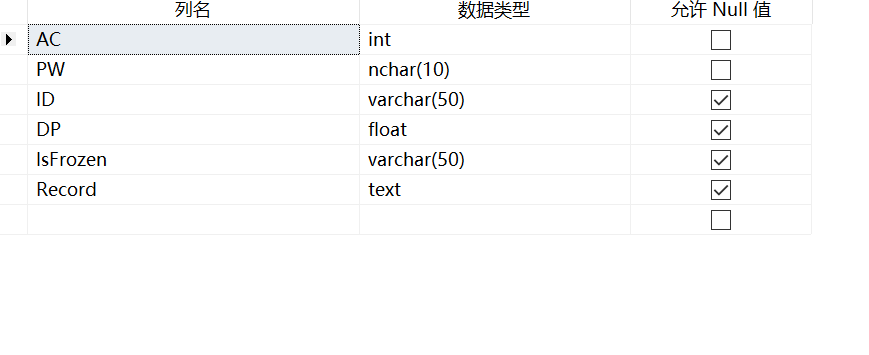 列名 数据类型 允许 Null 值
AC int
PW nchar(10)
ID varchar(50)
DP float
IsFrozen varchar(50)
Record text